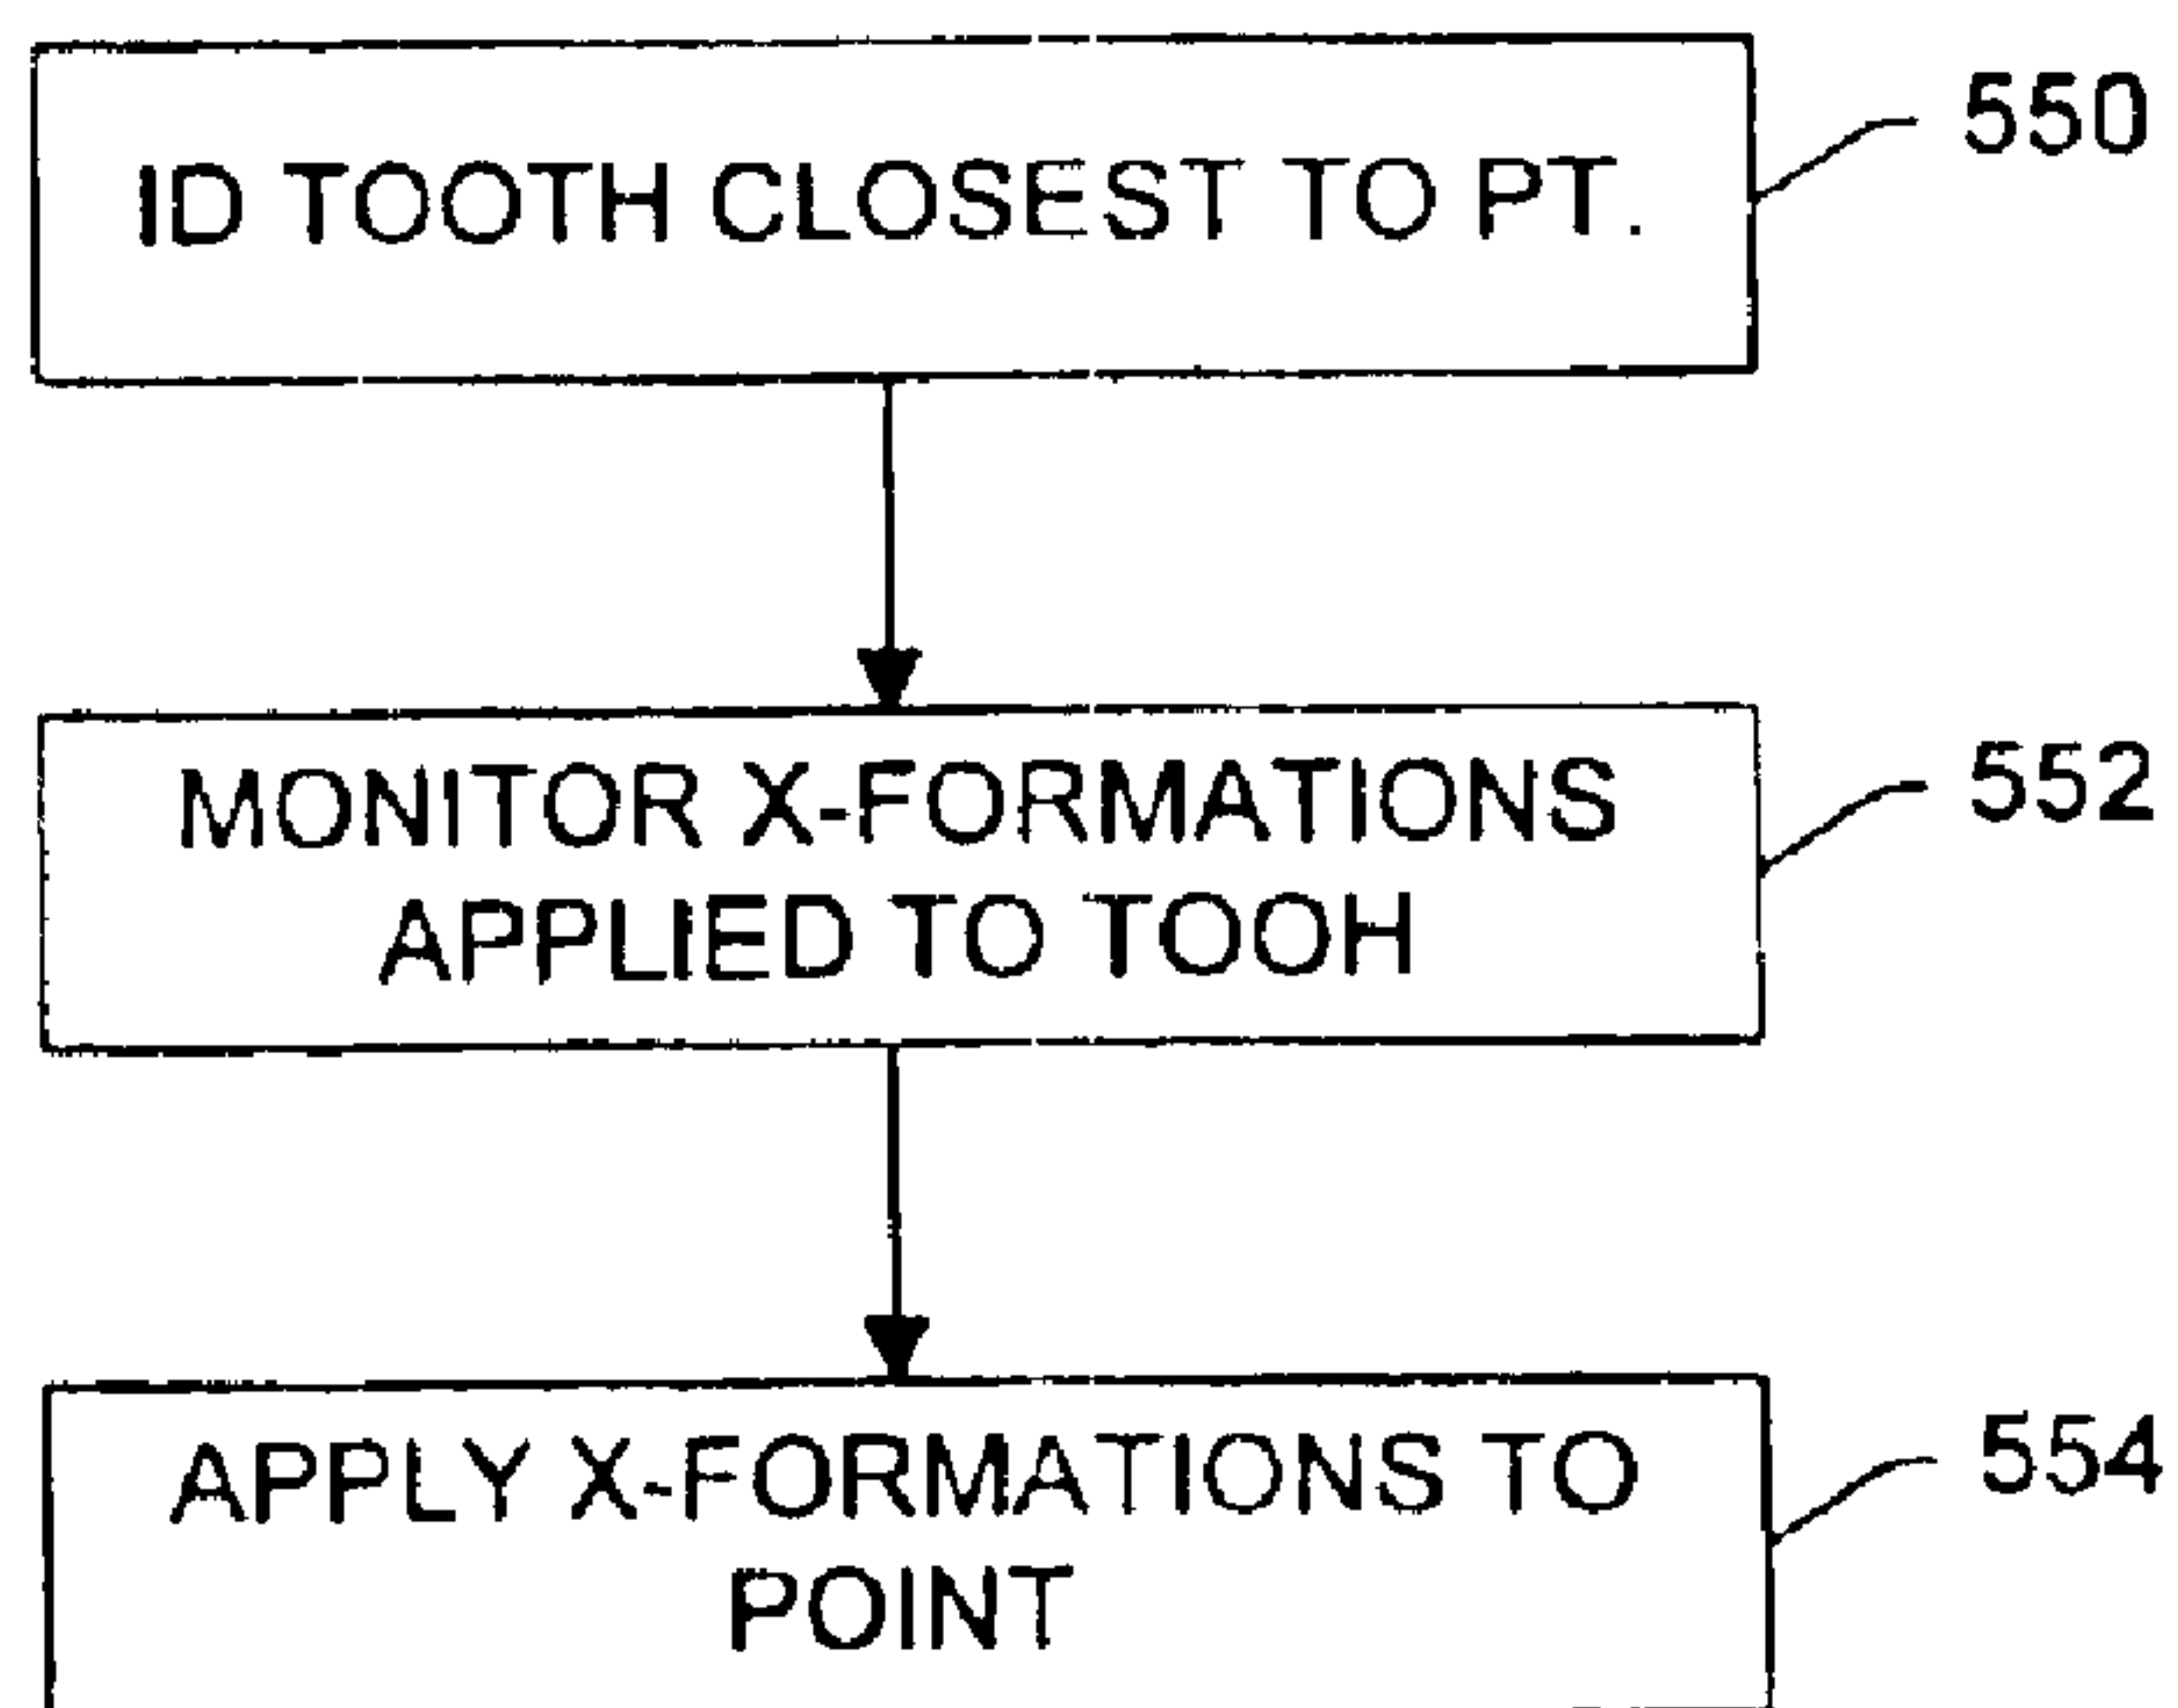 ID TOOTH CLOSEST TO PT.
550
MONITOR X-FORMATIONS
APPLIED TO TOOH
552
APPLY X-FORMATIONS TO
POINT
554